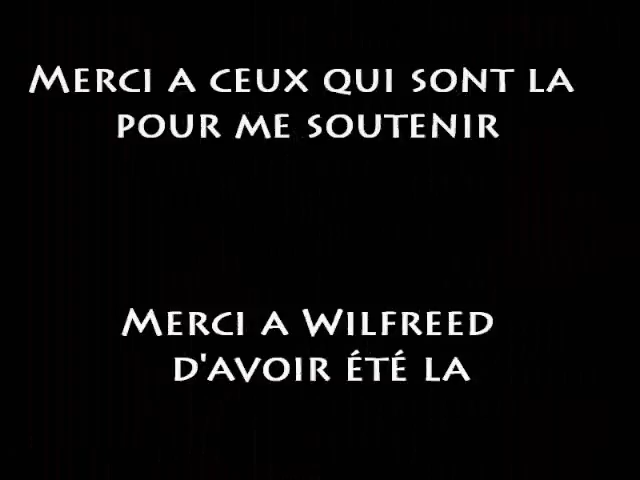 Merci a ceux qui sont la
pour me soutenir
Merci a Wilfreed
d'avoir été la